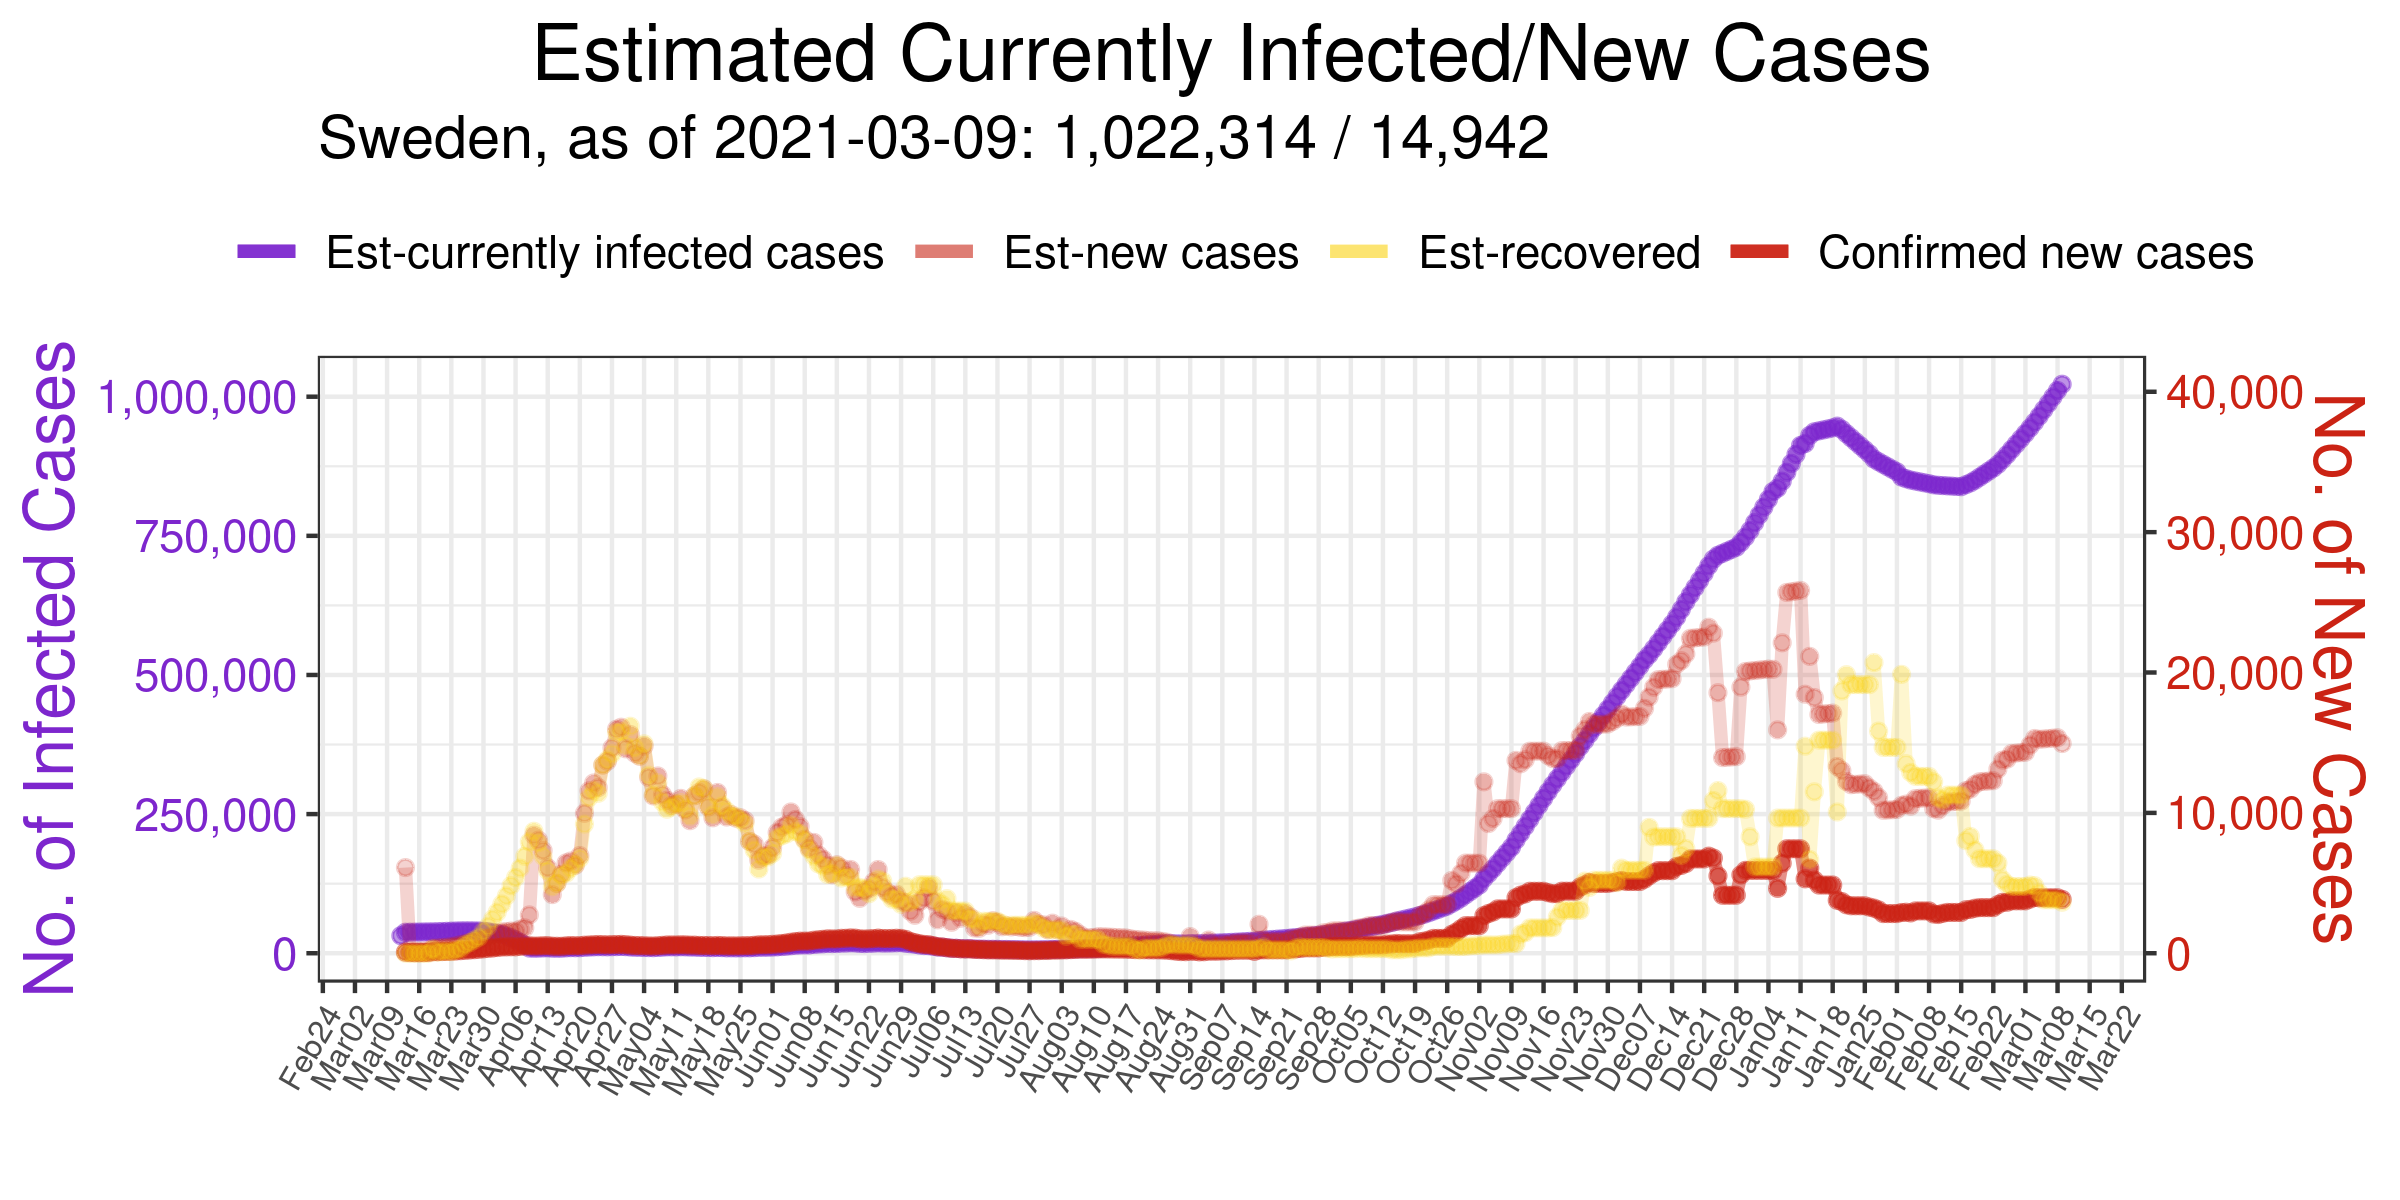 Estimated Currently Infected/New Cases
Sweden, as of 2021-03-09: 1,022,314 / 14,942
Est-currently infected cases Est-new cases Est-recovered Confirmed new cases
No. of Infected Cases
1,000,000
750,000
500,000
250,000
0
40,000
30,000
20,000
10,000
0
No. of New Cases
Feb24 Mar02 Mar09 Mar16 Mar23 Mar30 Apr06 Apr13 Apr20 Apr27 May04 May11 May18 May25 Jun01 Jun08 Jun15 Jun22 Jun29 Jul06 Jul13 Jul20 Jul27 Aug03 Aug10 Aug17 Aug24 Aug31 Sep07 Sep14 Sep21 Sep28 Oct05 Oct12 Oct19 Oct26 Nov02 Nov09 Nov16 Nov23 Nov30 Dec07 Dec14 Dec21 Dec28 Jan04 Jan11 Jan18 Jan25 Feb01 Feb08 Feb15 Feb22 Mar01 Mar08 Mar15 Mar22